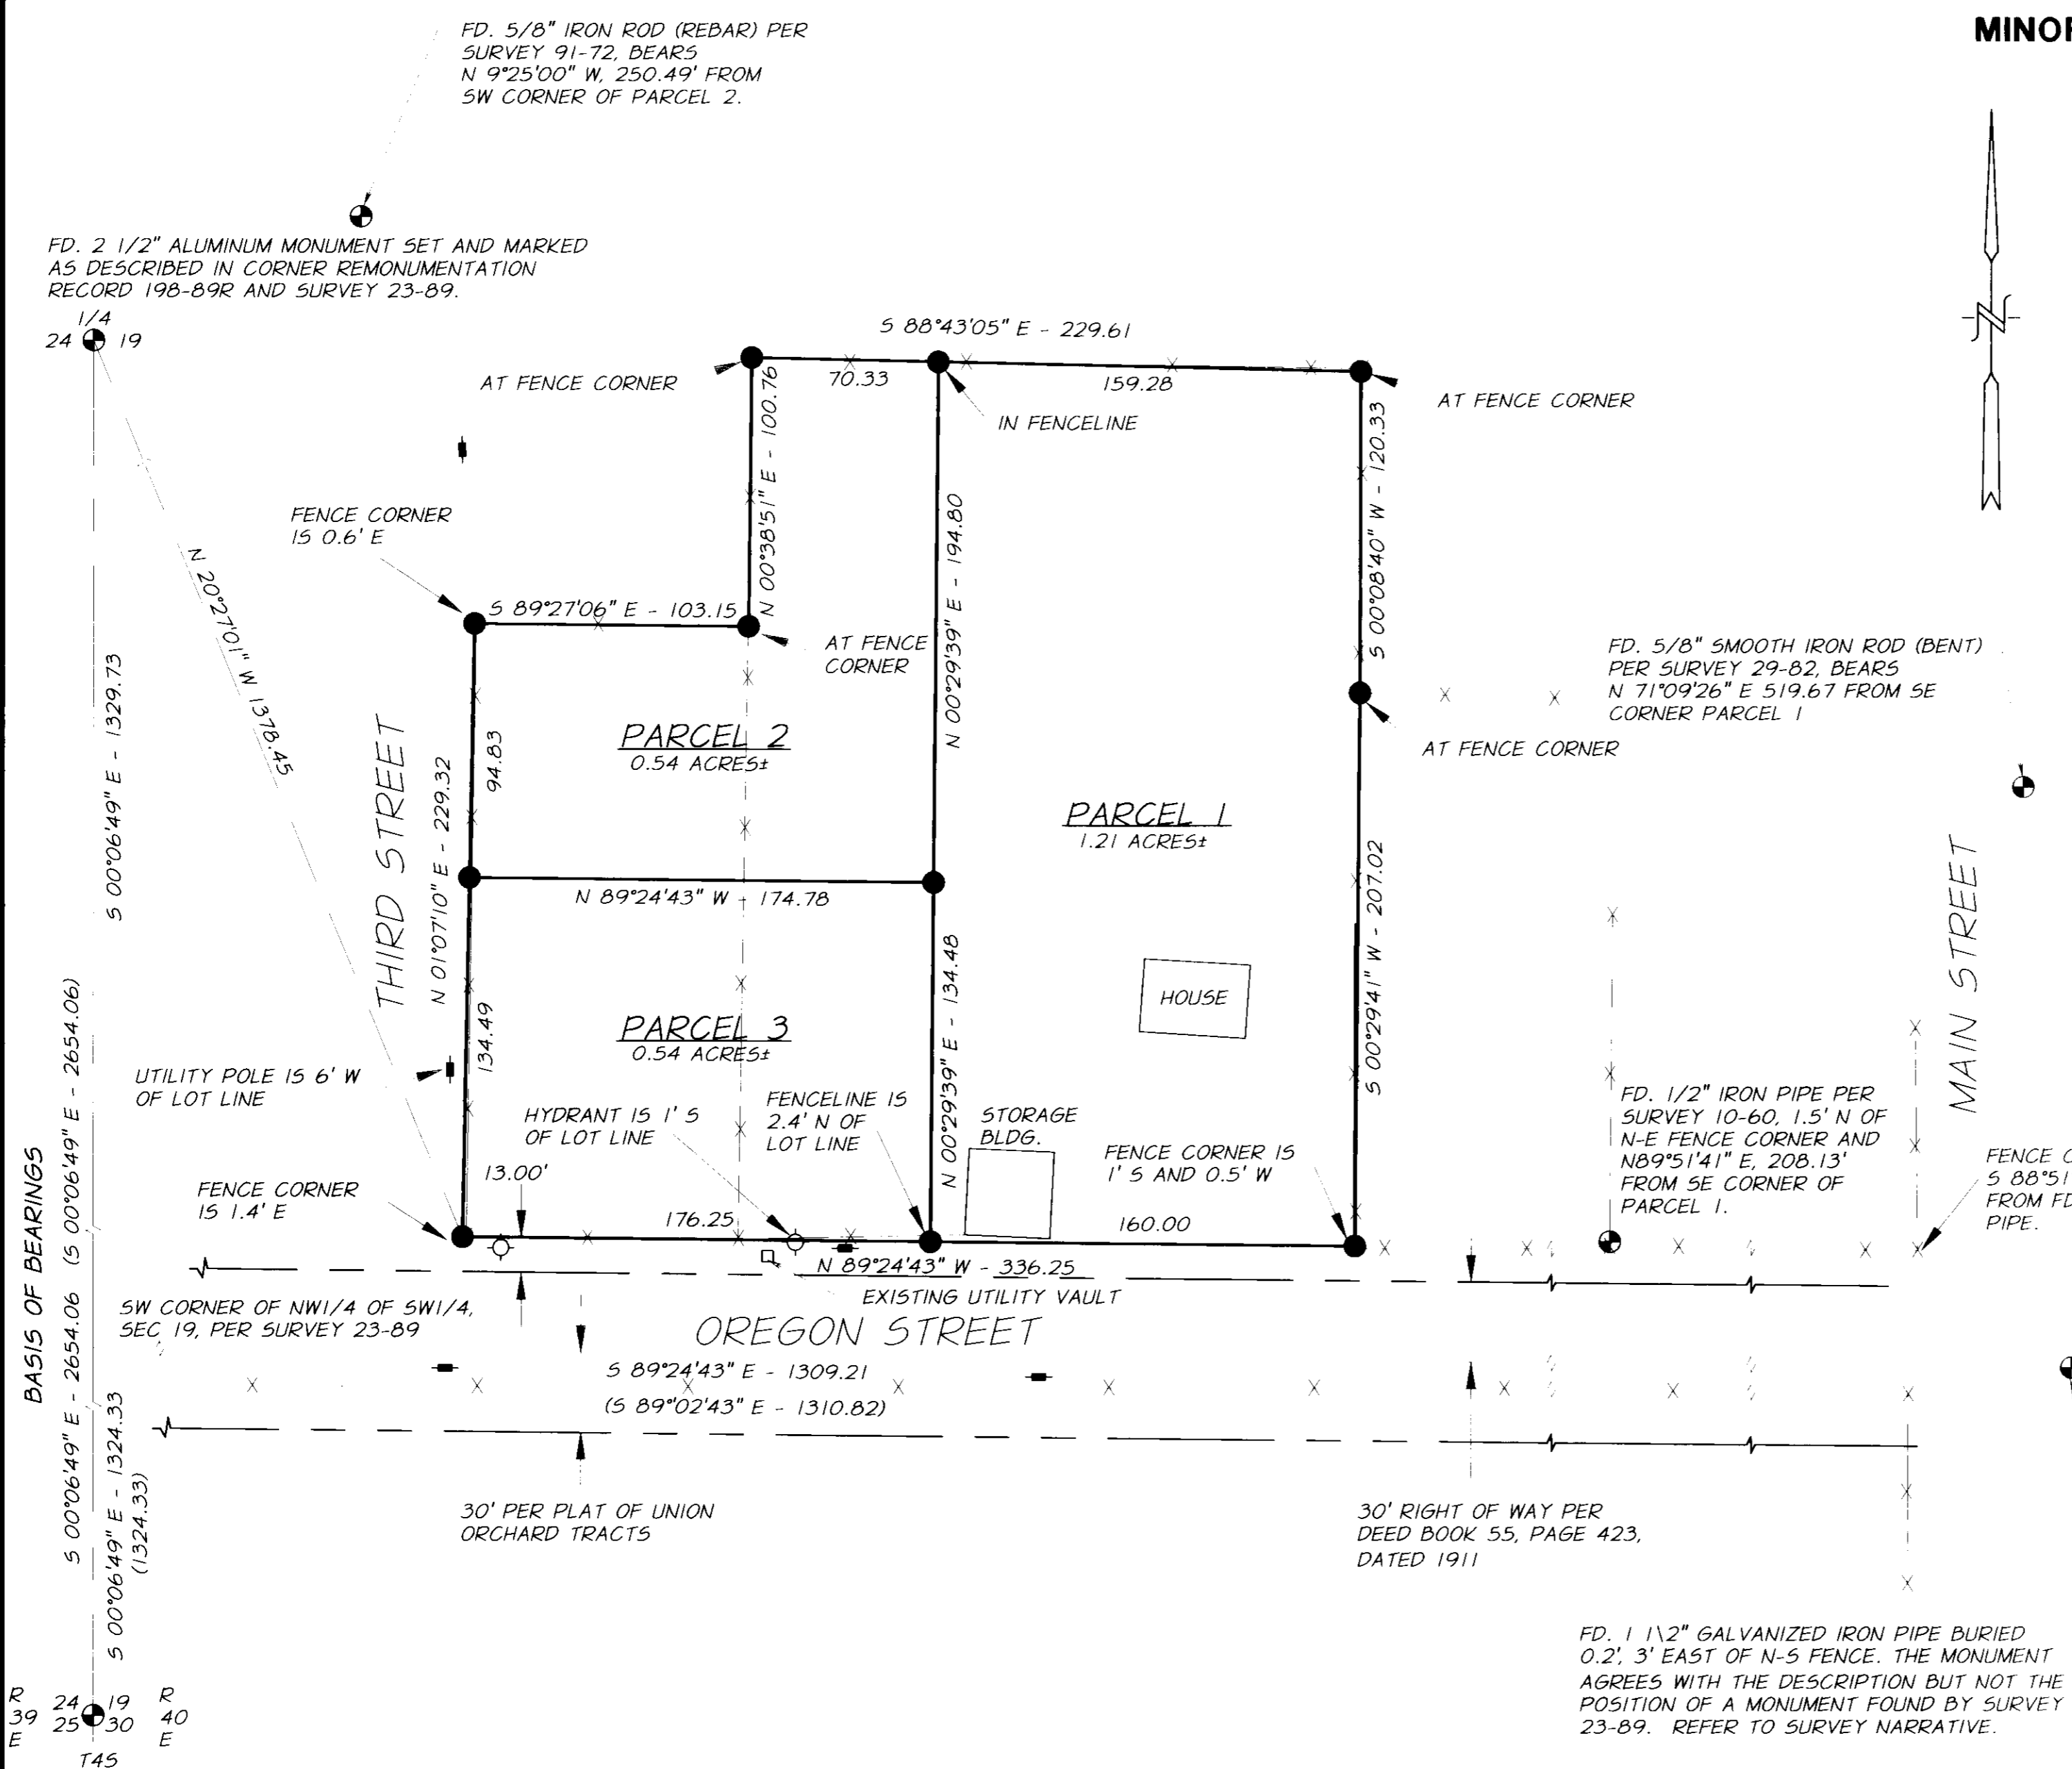 MINOR
FD. 5/8" IRON ROD (REBAR) PER
SURVEY 91-72, BEARS
N 9°25'00" W, 250.49' FROM
SW CORNER OF PARCEL 2.
FD. 2 1/2" ALUMINUM MONUMENT SET AND MARKED
AS DESCRIBED IN CORNER REMONUMENTATION
RECORD 198-89R AND SURVEY 23-89.
1/4
24 19
S 88°43'05" E - 229.61
AT FENCE CORNER
70.33
159.28
AT FENCE CORNER
IN FENCELINE
N 00°38'51" E - 100.76
S 00°08'40" W - 120.33
FENCE CORNER
IS 0.6' E
N 20°27'01" W 1378.45
S 89°27'06" E - 103.15
AT FENCE
CORNER
N 00°29'39" E - 194.80
FD. 5/8" SMOOTH IRON ROD (BENT)
PER SURVEY 29-82, BEARS
N 71°09'26" E 519.67 FROM SE
CORNER PARCEL 1
AT FENCE CORNER
S 00°06'49" E - 1329.73
THIRD STREET
N 01°07'10" E - 229.32
94.83
PARCEL 2
0.54 ACRES±
PARCEL 1
1.21 ACRES±
N 89°24'43" W - 174.78
S 00°29'41" W - 207.02
MAIN STREET
HOUSE
134.49
PARCEL 3
0.54 ACRES±
N 00°29'39" E - 134.48
UTILITY POLE IS 6' W
OF LOT LINE
HYDRANT IS 1' S
OF LOT LINE
FENCELINE IS
2.4' N OF
LOT LINE
STORAGE
BLDG.
FENCE CORNER IS
1' S AND 0.5' W
FD. 1/2" IRON PIPE PER
SURVEY 10-60, 1.5' N OF
N-E FENCE CORNER AND
N89°51'41" E, 208.13'
FROM SE CORNER OF
PARCEL 1.
FENCE C
S 88°51
FROM FD
PIPE.
FENCE CORNER
IS 1.4' E
13.00'
176.25
160.00
N 89°24'43" W - 336.25
EXISTING UTILITY VAULT
BASIS OF BEARINGS
S 00°06'49" E - 2654.06 (S 00°06'49" E - 2654.06)
SW CORNER OF NW1/4 OF SW1/4,
SEC 19, PER SURVEY 23-89
OREGON STREET
S 89°24'43" E - 1309.21
(S 89°02'43" E - 1310.82)
S 00°06'49" E - 1324.33
(1324.33)
30' PER PLAT OF UNION
ORCHARD TRACTS
30' RIGHT OF WAY PER
DEED BOOK 55, PAGE 423,
DATED 1911
FD. 1 1\2" GALVANIZED IRON PIPE BURIED
0.2', 3' EAST OF N-S FENCE. THE MONUMENT
AGREES WITH THE DESCRIPTION BUT NOT THE
POSITION OF A MONUMENT FOUND BY SURVEY
23-89. REFER TO SURVEY NARRATIVE.
R 24 19 R
39 25 30 40
E E
T4S